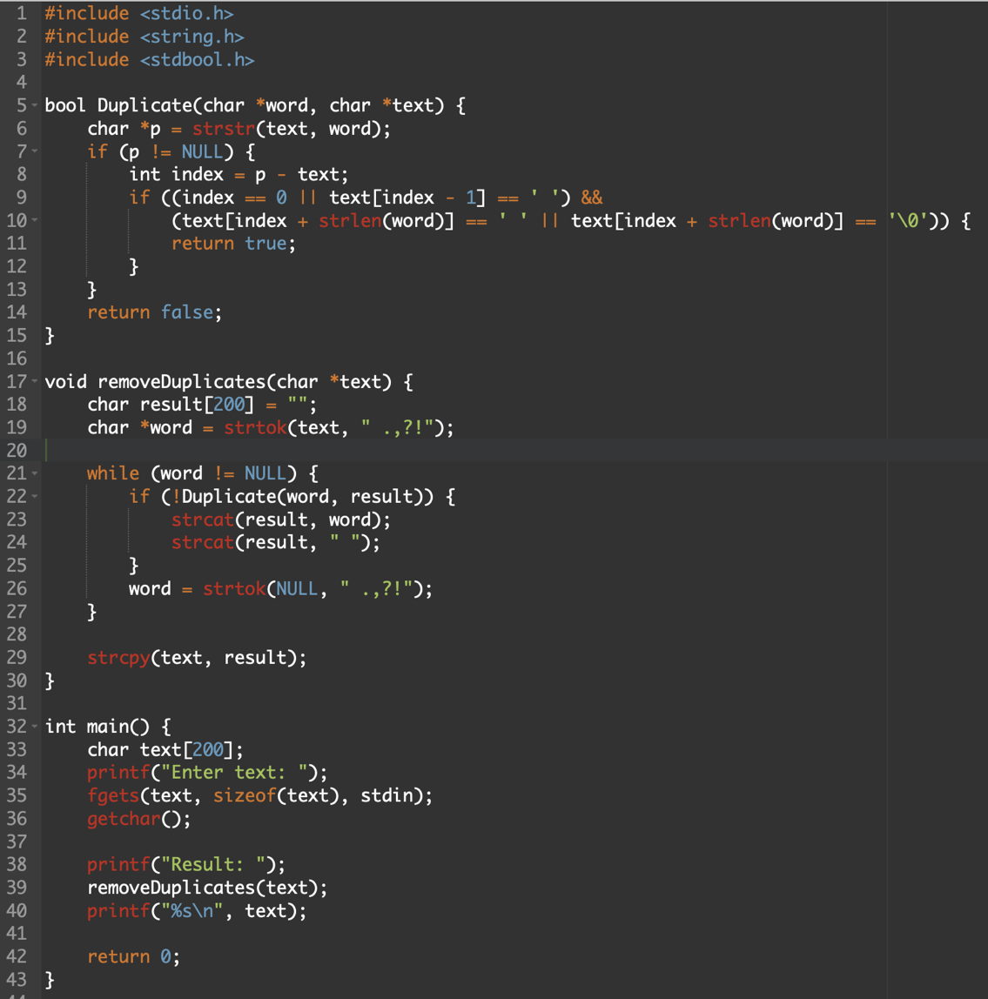 1 #include <stdio.h>
2 #include <string.h>
3 #include <stdbool.h>
4
5 bool Duplicate(char *word, char *text) {
6     char *p = strstr(text, word);
7     if (p != NULL) {
8         int index = p - text;
9         if ((index == 0 || text[index - 1] == ' ') &&
10             (text[index + strlen(word)] == ' ' || text[index + strlen(word)] == '\0')) {
11             return true;
12         }
13     }
14     return false;
15 }
16
17 void removeDuplicates(char *text) {
18     char result[200] = "";
19     char *word = strtok(text, " .,?!");
20
21     while (word != NULL) {
22         if (!Duplicate(word, result)) {
23             strcat(result, word);
24             strcat(result, " ");
25         }
26         word = strtok(NULL, " .,?!");
27     }
28
29     strcpy(text, result);
30 }
31
32 int main() {
33     char text[200];
34     printf("Enter text: ");
35     fgets(text, sizeof(text), stdin);
36     getchar();
37
38     printf("Result: ");
39     removeDuplicates(text);
40     printf("%s\n", text);
41
42     return 0;
43 }